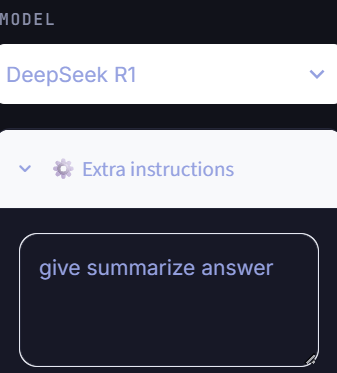 MODEL
DeepSeek R1
Extra instructions
give summarize answer